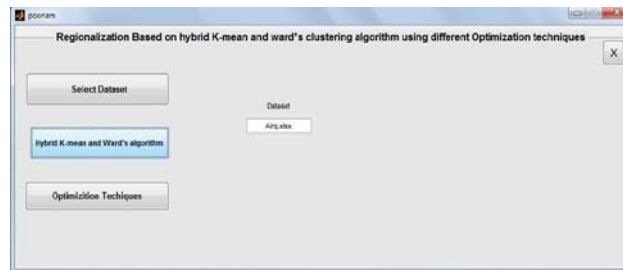 poonam
Regionalization Based on hybrid K-mean and ward's clustering algorithm using different Optimization techniques
X
Select Dataset
Dataset
Hybrid K-mean and Ward's algorithm
Optimizition Techiques